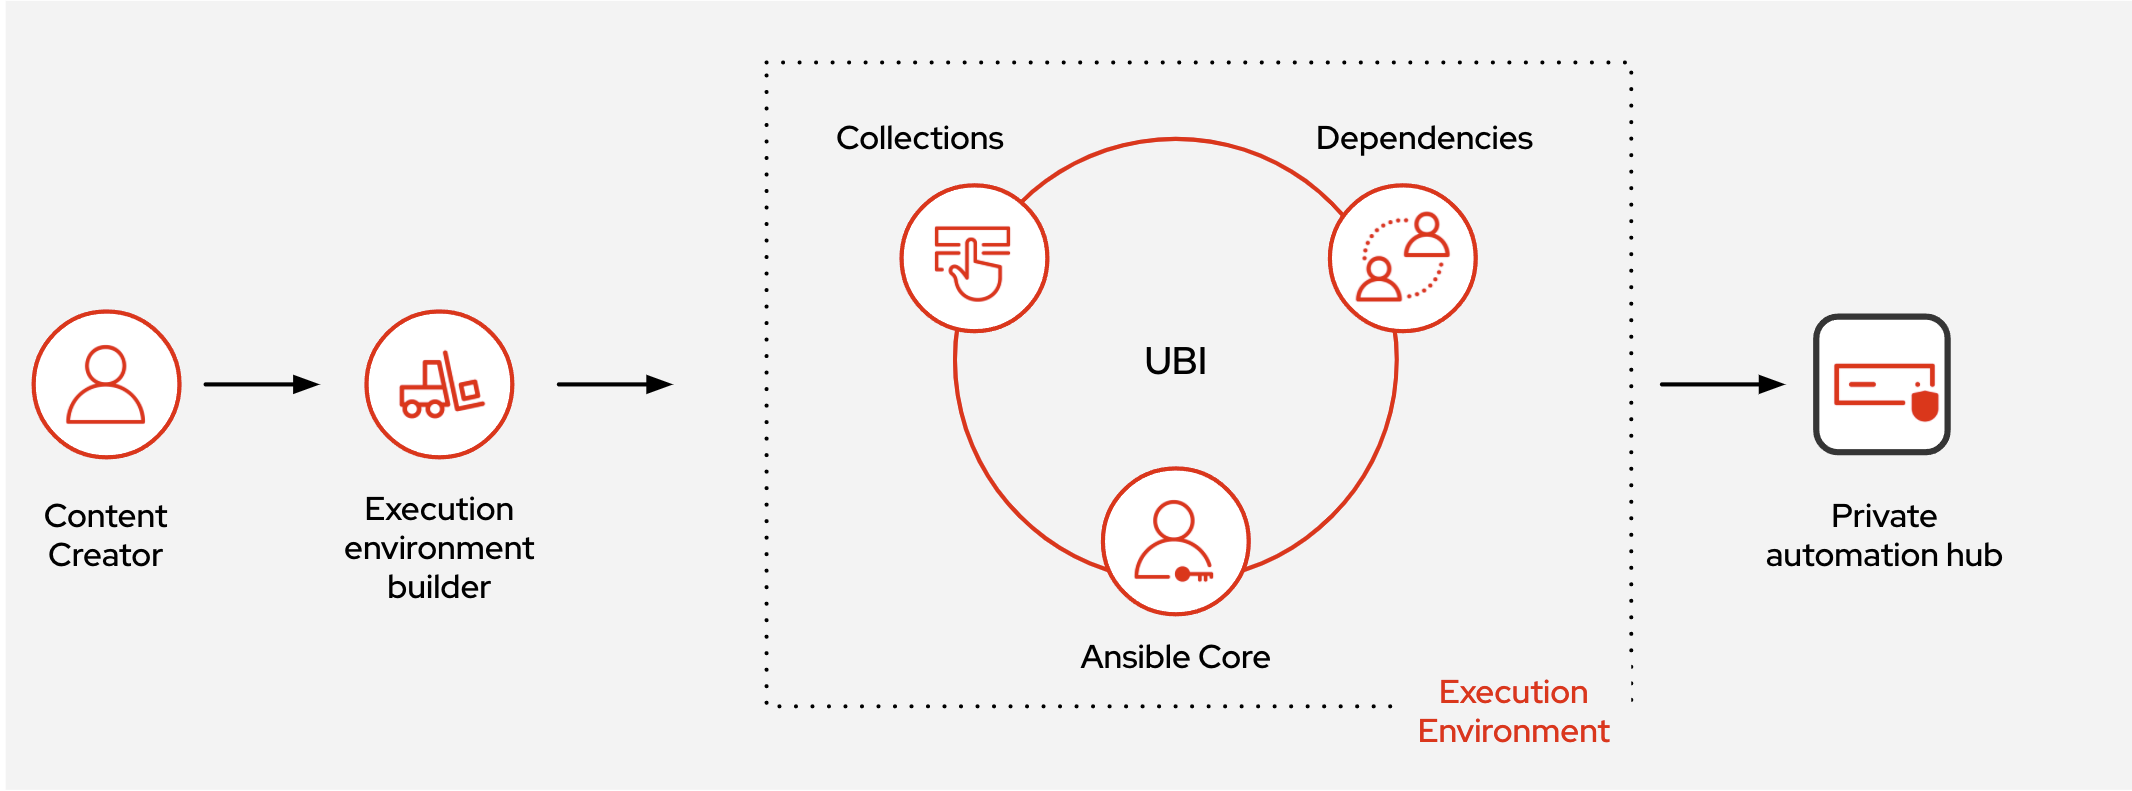 Collections
Dependencies
UBI
Content
Creator
Execution
environment
builder
Ansible Core
Execution
Environment
Private
automation hub